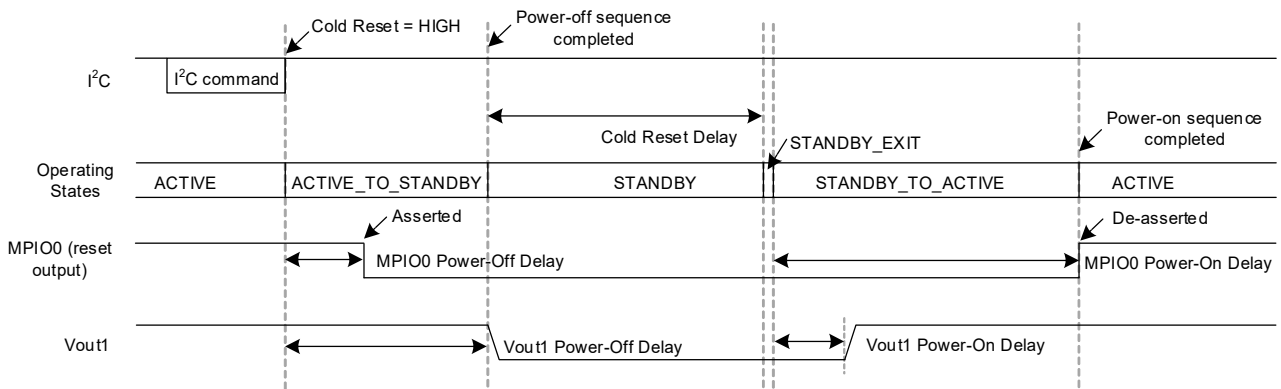 Cold Reset = HIGH
Power-off sequence
completed
I²C
I²C command
Cold Reset Delay
Power-on sequence
completed
STANDBY_EXIT
Operating
States
ACTIVE
ACTIVE_TO_STANDBY
STANDBY
STANDBY_TO_ACTIVE
ACTIVE
Asserted
De-asserted
MPIO0 (reset
output)
MPIO0 Power-Off Delay
MPIO0 Power-On Delay
Vout1
Vout1 Power-Off Delay
Vout1 Power-On Delay